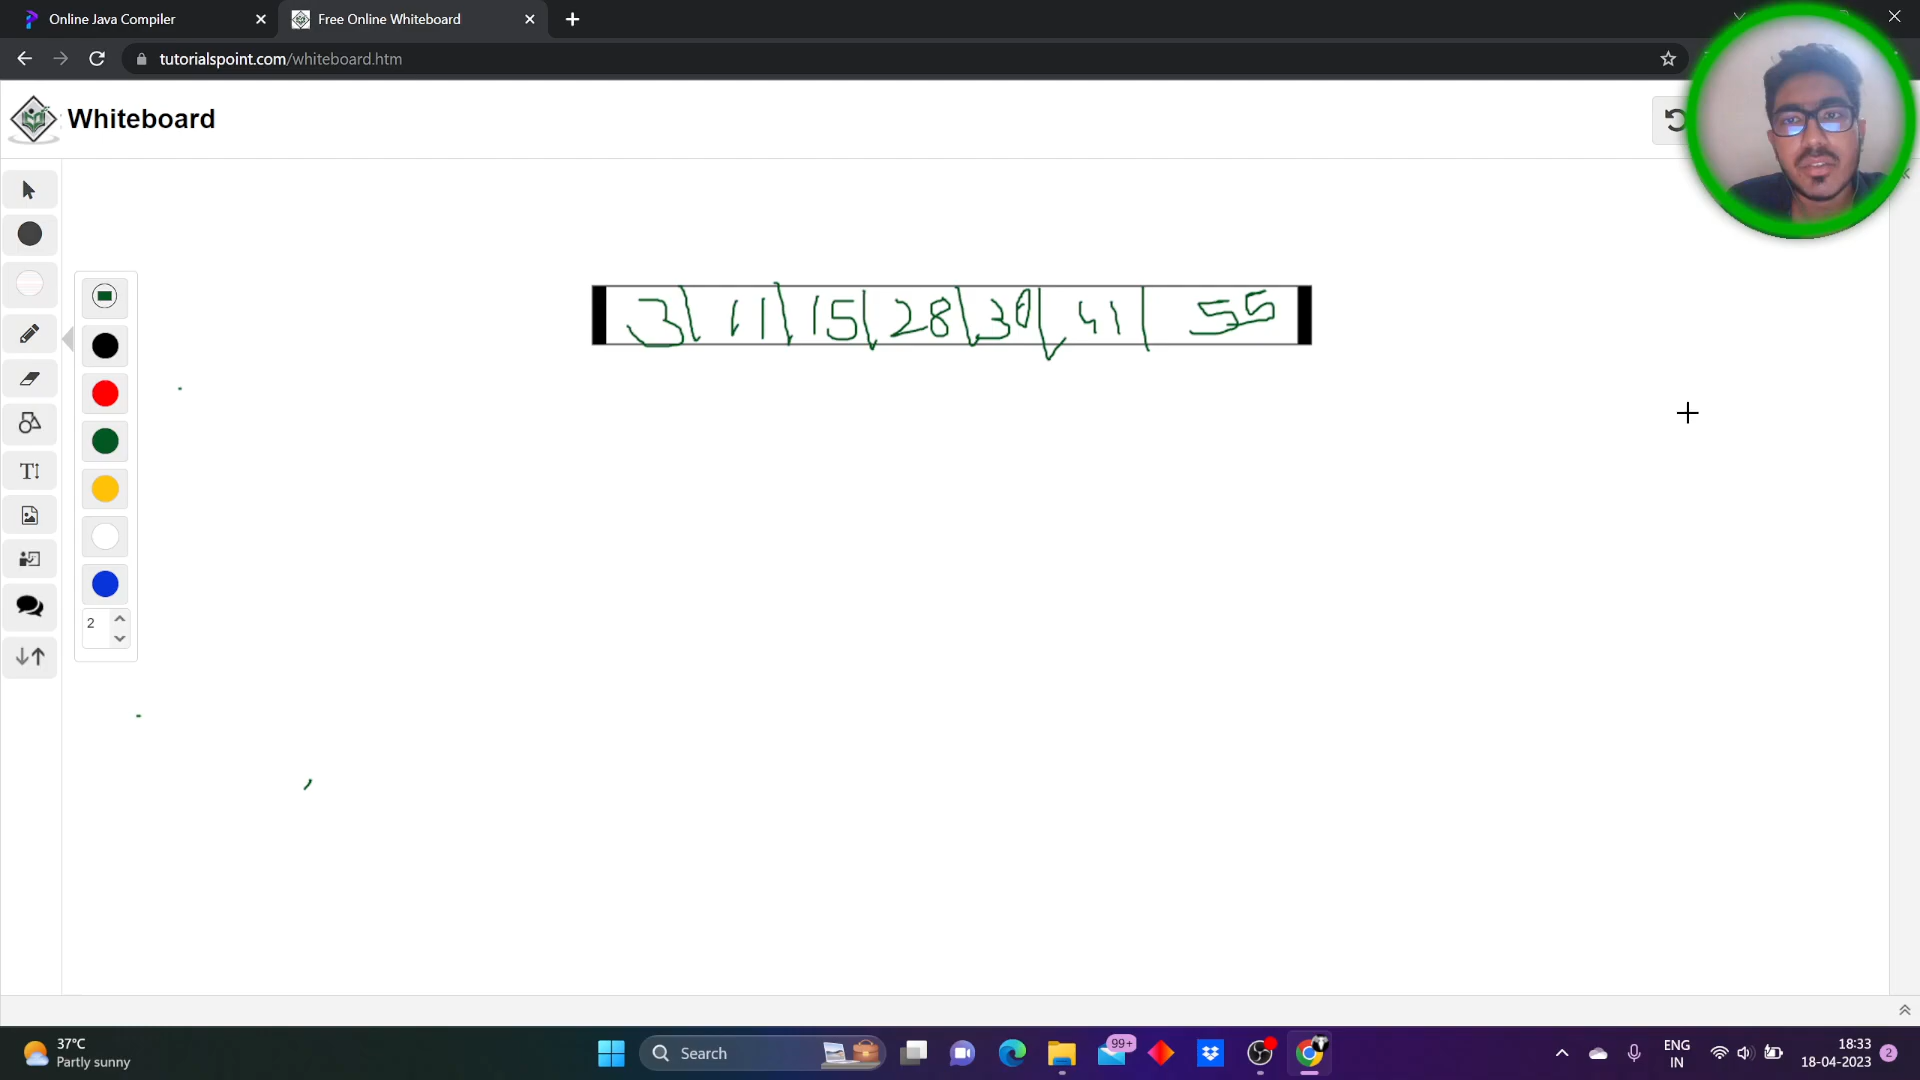 Online Java Compiler
Free Online Whiteboard
tutorialspoint.com/whiteboard.htm
Whiteboard
3 11 15 28 30 41 55
T
2
37°C
Partly sunny
Search
99+
ENG
IN
18:33
18-04-2023
2